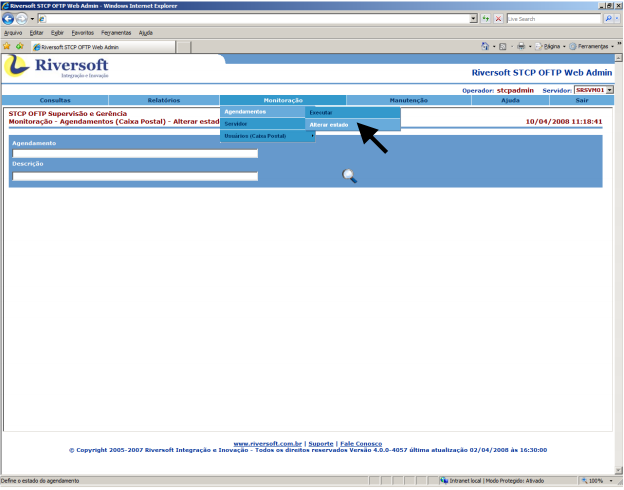 Riversoft STCP OFTP Web Admin - Windows Internet Explorer
Live Search
Arquivo Editar Exibir Favoritos Ferramentas Ajuda
Riversoft STCP OFTP Web Admin
Página Ferramentas
Riversoft
Integração e Inovação
Riversoft STCP OFTP Web Admin
Operador: stcpadmin Servidor: SRSVM01
Consultas Relatórios Monitoração Manutenção Ajuda Sair
STCP OFTP Supervisão e Gerência
Monitoração - Agendamentos (Caixa Postal) - Alterar estad
10/04/2008 11:18:41
Agendamentos
Servidor
Usuários (Caixa Postal)
Executar
Alterar estado
Agendamento
Descrição
www.riversoft.com.br | Suporte | Fale Conosco
© Copyright 2005-2007 Riversoft Integração e Inovação - Todos os direitos reservados Versão 4.0.0-4057 última atualização 02/04/2008 às 16:30:00
Define o estado do agendamento
Intranet local | Modo Protegido: Ativado
100%